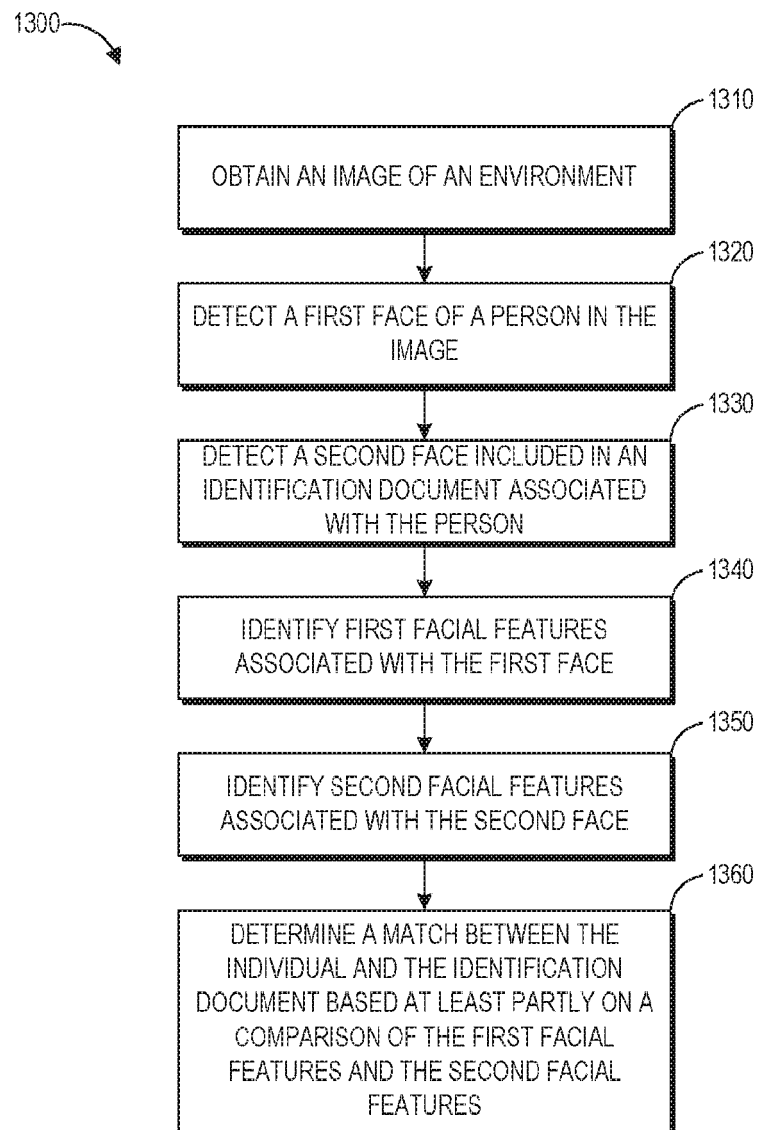 1300
1310
OBTAIN AN IMAGE OF AN ENVIRONMENT
1320
DETECT A FIRST FACE OF A PERSON IN THE
IMAGE
1330
DETECT A SECOND FACE INCLUDED IN AN
IDENTIFICATION DOCUMENT ASSOCIATED
WITH THE PERSON
1340
IDENTIFY FIRST FACIAL FEATURES
ASSOCIATED WITH THE FIRST FACE
1350
IDENTIFY SECOND FACIAL FEATURES
ASSOCIATED WITH THE SECOND FACE
1360
DETERMINE A MATCH BETWEEN THE
INDIVIDUAL AND THE IDENTIFICATION
DOCUMENT BASED AT LEAST PARTLY ON A
COMPARISON OF THE FIRST FACIAL
FEATURES AND THE SECOND FACIAL
FEATURES